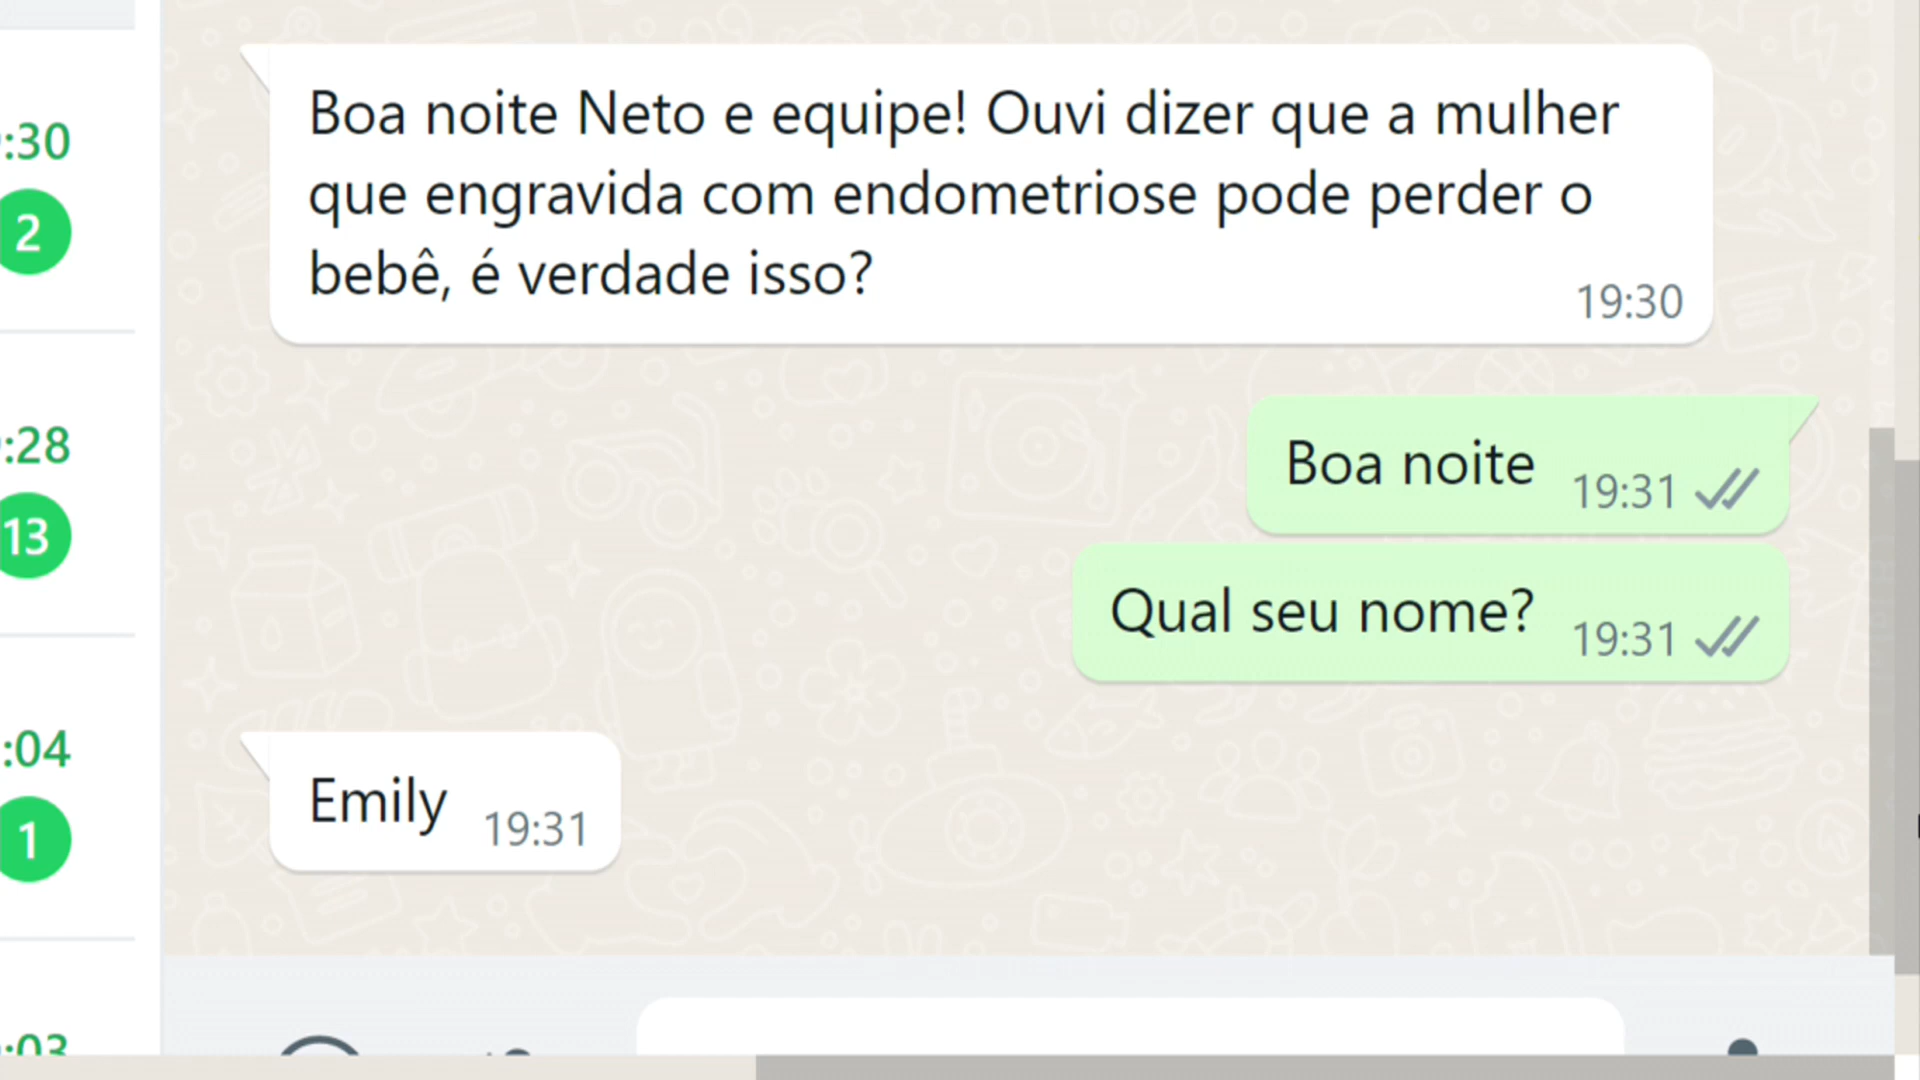 :30
2
:28
13
:04
1
:03
Boa noite Neto e equipe! Ouvi dizer que a mulher
que engravida com endometriose pode perder o
bebê, é verdade isso?
19:30
Boa noite 19:31
Qual seu nome? 19:31
Emily 19:31